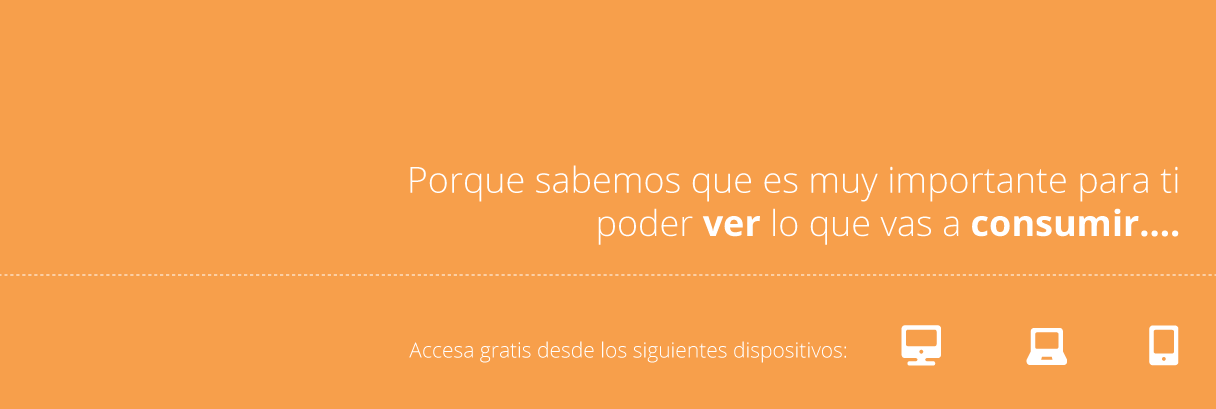 Porque sabemos que es muy importante para ti
poder ver lo que vas a consumir....
Accesa gratis desde los siguientes dispositivos: